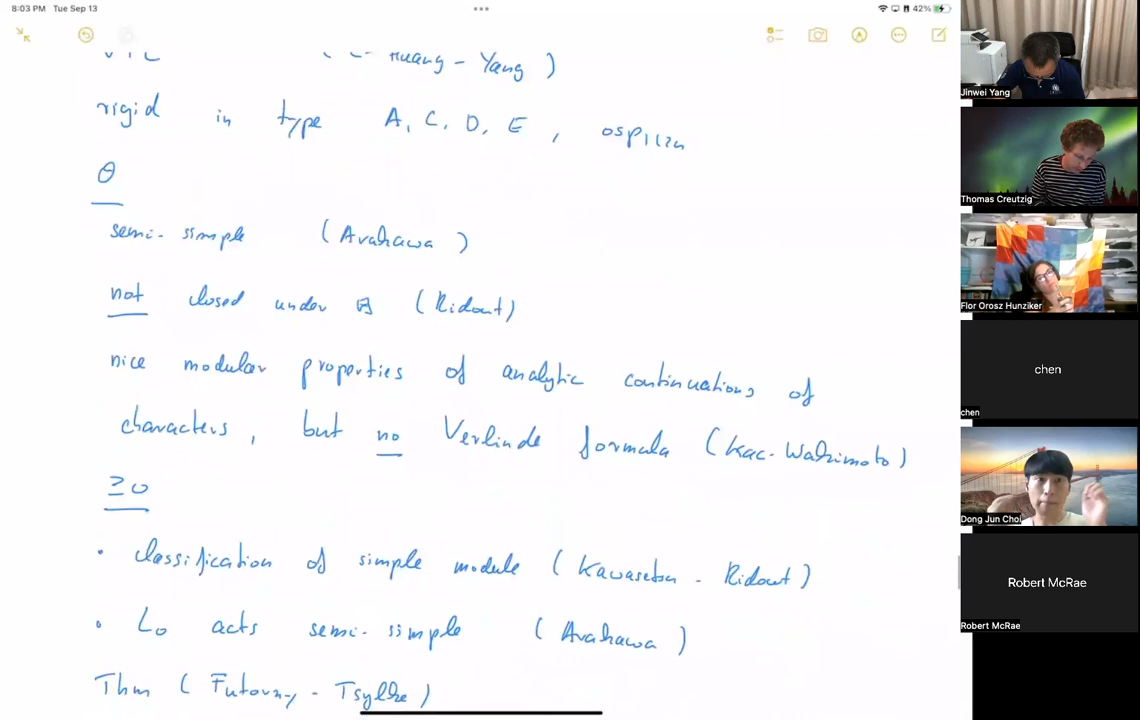 8:03 PM Tue Sep 13
42%
Huang - Yang )
rigid in type A, C, D, E, osp1|2n
θ
semi-simple (Arakawa)
not closed under ⊠ (Ridout)
nice modular properties of analytic continuations of
characters, but no Verlinde formula (Kac-Wakimoto)
≥0
• classification of simple module (Kawasetsu - Ridout)
• L0 acts semi-simple (Arakawa)
Thm (Futorny - Tsylke)
Jinwei Yang
Thomas Creutzig
Flor Orosz Hunziker
chen
chen
Dong Jun Choi
Robert McRae
Robert McRae